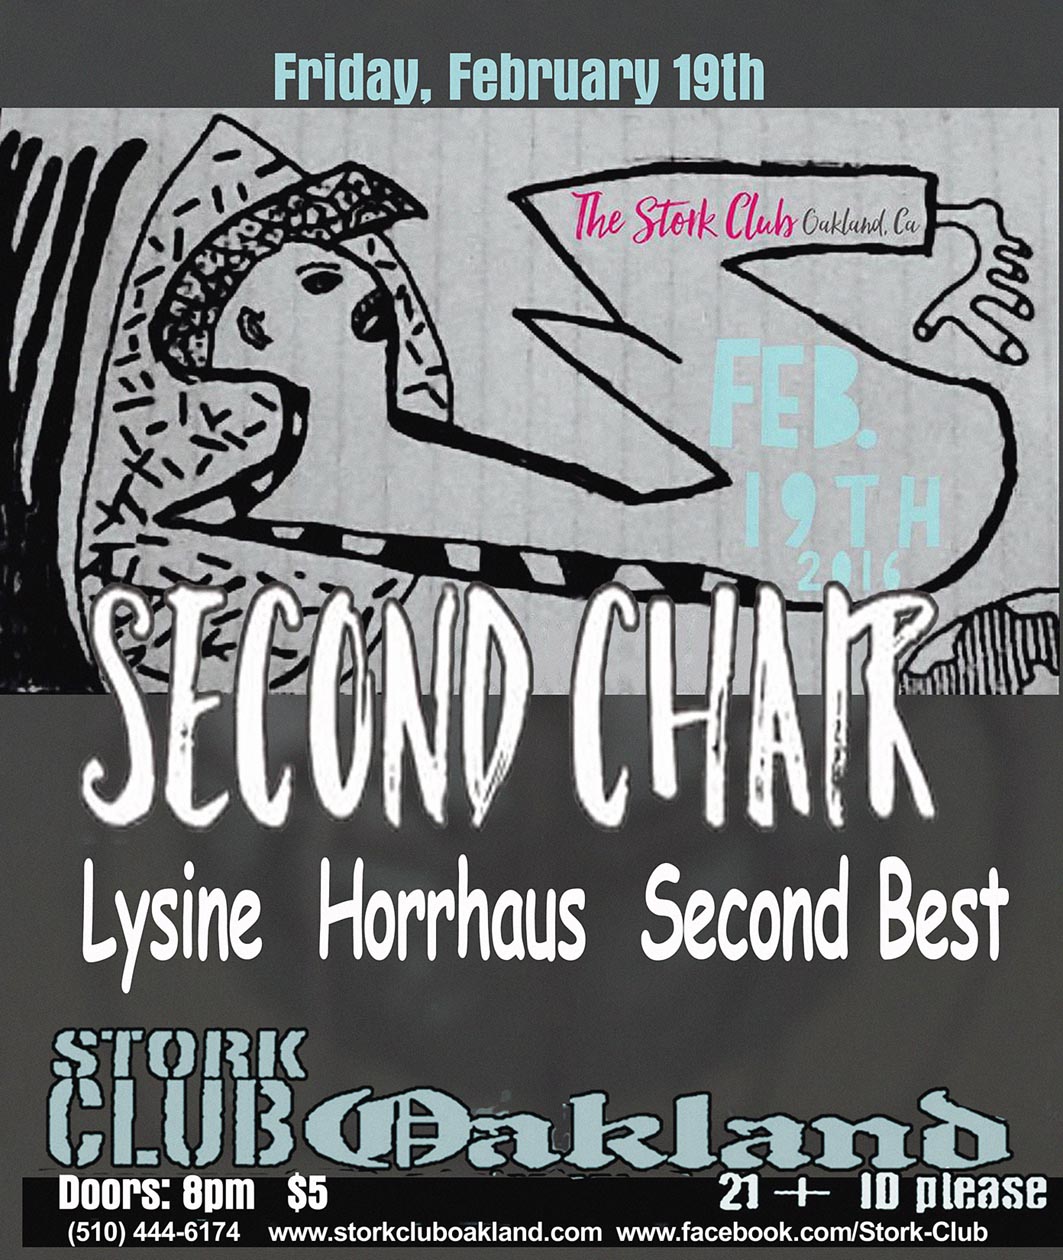 Friday, February 19th
The Stork Club Oakland, Ca
FEB.
19TH
2016
SECOND CHAIR
Lysine Horrhaus Second Best
STORK
CLUB Oakland
Doors: 8pm $5 21 + ID please
(510) 444-6174 www.storkcluboakland.com www.facebook.com/Stork-Club